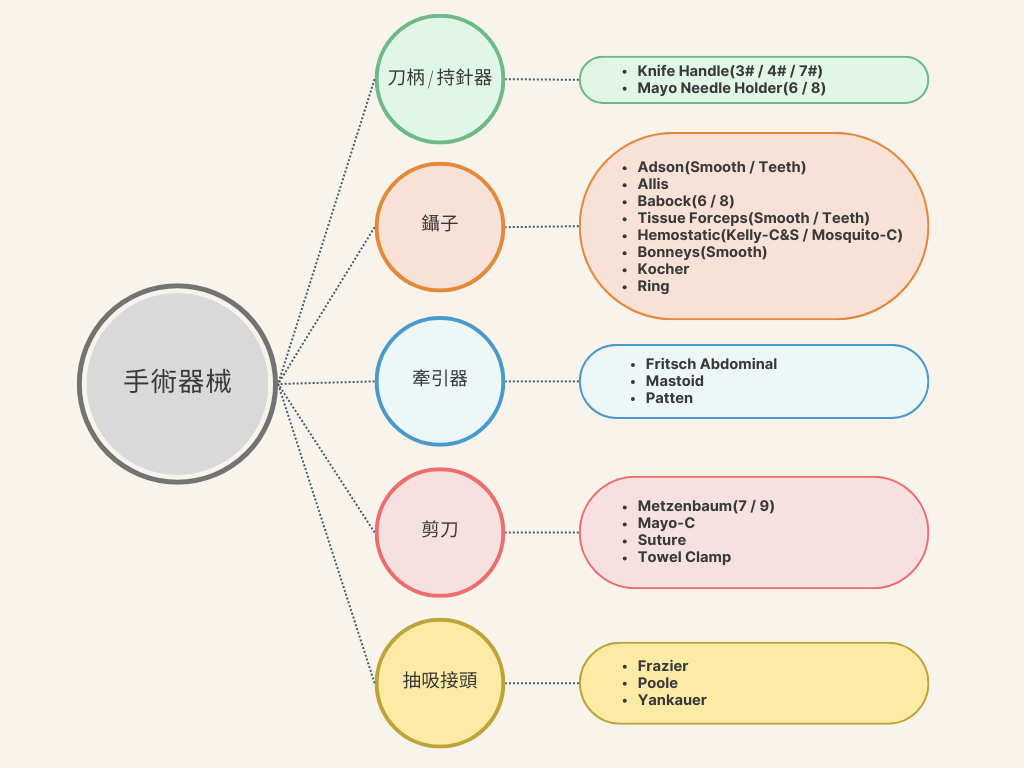 手術器械
刀柄/持針器
• Knife Handle(3# / 4# / 7#)
• Mayo Needle Holder(6 / 8)
鑷子
• Adson(Smooth / Teeth)
• Allis
• Babock(6 / 8)
• Tissue Forceps(Smooth / Teeth)
• Hemostatic(Kelly-C&S / Mosquito-C)
• Bonneys(Smooth)
• Kocher
• Ring
牽引器
• Fritsch Abdominal
• Mastoid
• Patten
剪刀
• Metzenbaum(7 / 9)
• Mayo-C
• Suture
• Towel Clamp
抽吸接頭
• Frazier
• Poole
• Yankauer